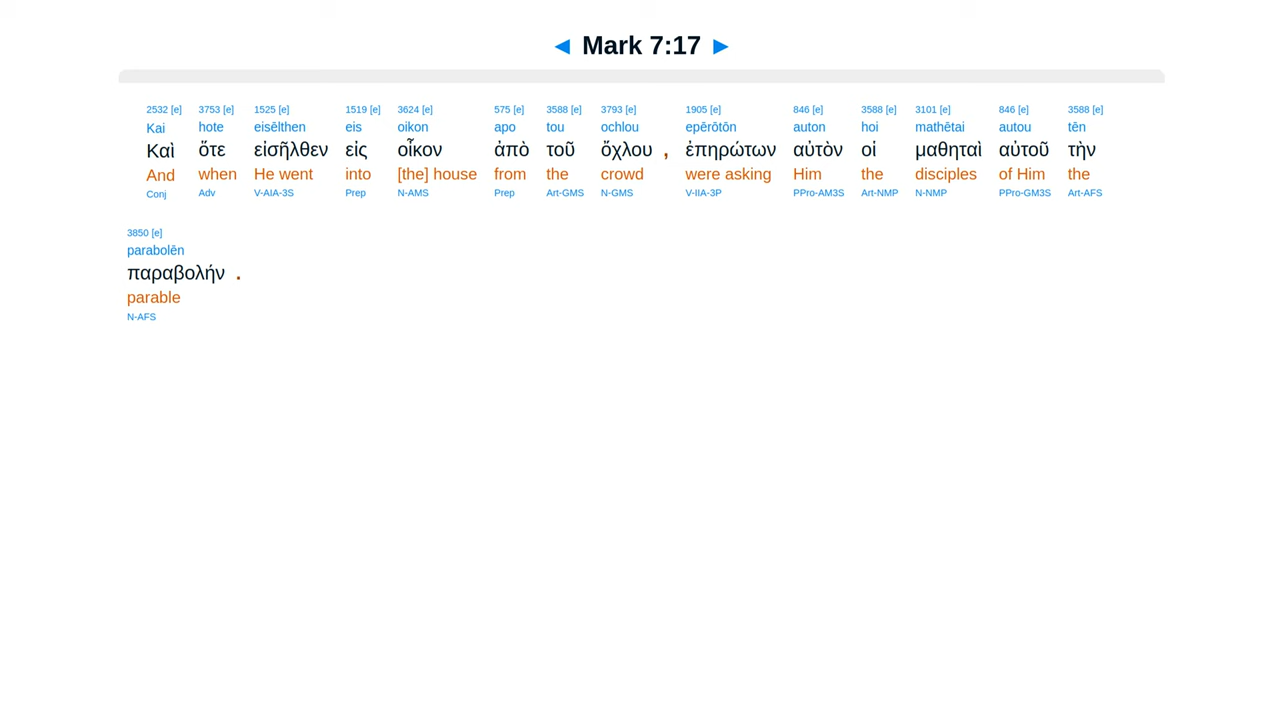 ◄ Mark 7:17 ►
2532 [e] 3753 [e] 1525 [e] 1519 [e] 3624 [e] 575 [e] 3588 [e] 3793 [e] 1905 [e] 846 [e] 3588 [e] 3101 [e] 846 [e] 3588 [e]
Kai hote eisēlthen eis oikon apo tou ochlou epērōtōn auton hoi mathētai autou tēn
Καὶ ὅτε εἰσῆλθεν εἰς οἶκον ἀπὸ τοῦ ὄχλου , ἐπηρώτων αὐτὸν οἱ μαθηταὶ αὐτοῦ τὴν
And when He went into [the] house from the crowd were asking Him the disciples of Him the
Conj Adv V-AIA-3S Prep N-AMS Prep Art-GMS N-GMS V-IIA-3P PPro-AM3S Art-NMP N-NMP PPro-GM3S Art-AFS
3850 [e]
parabolēn
παραβολήν .
parable
N-AFS